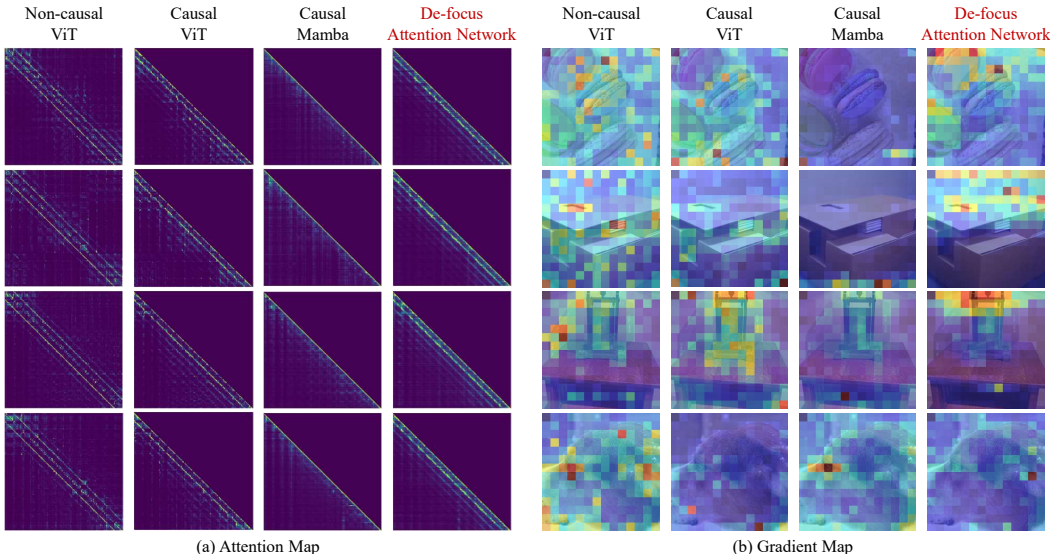 Non-causal
ViT
Causal
ViT
Causal
Mamba
De-focus
Attention Network
Non-causal
ViT
Causal
ViT
Causal
Mamba
De-focus
Attention Network
(a) Attention Map
(b) Gradient Map